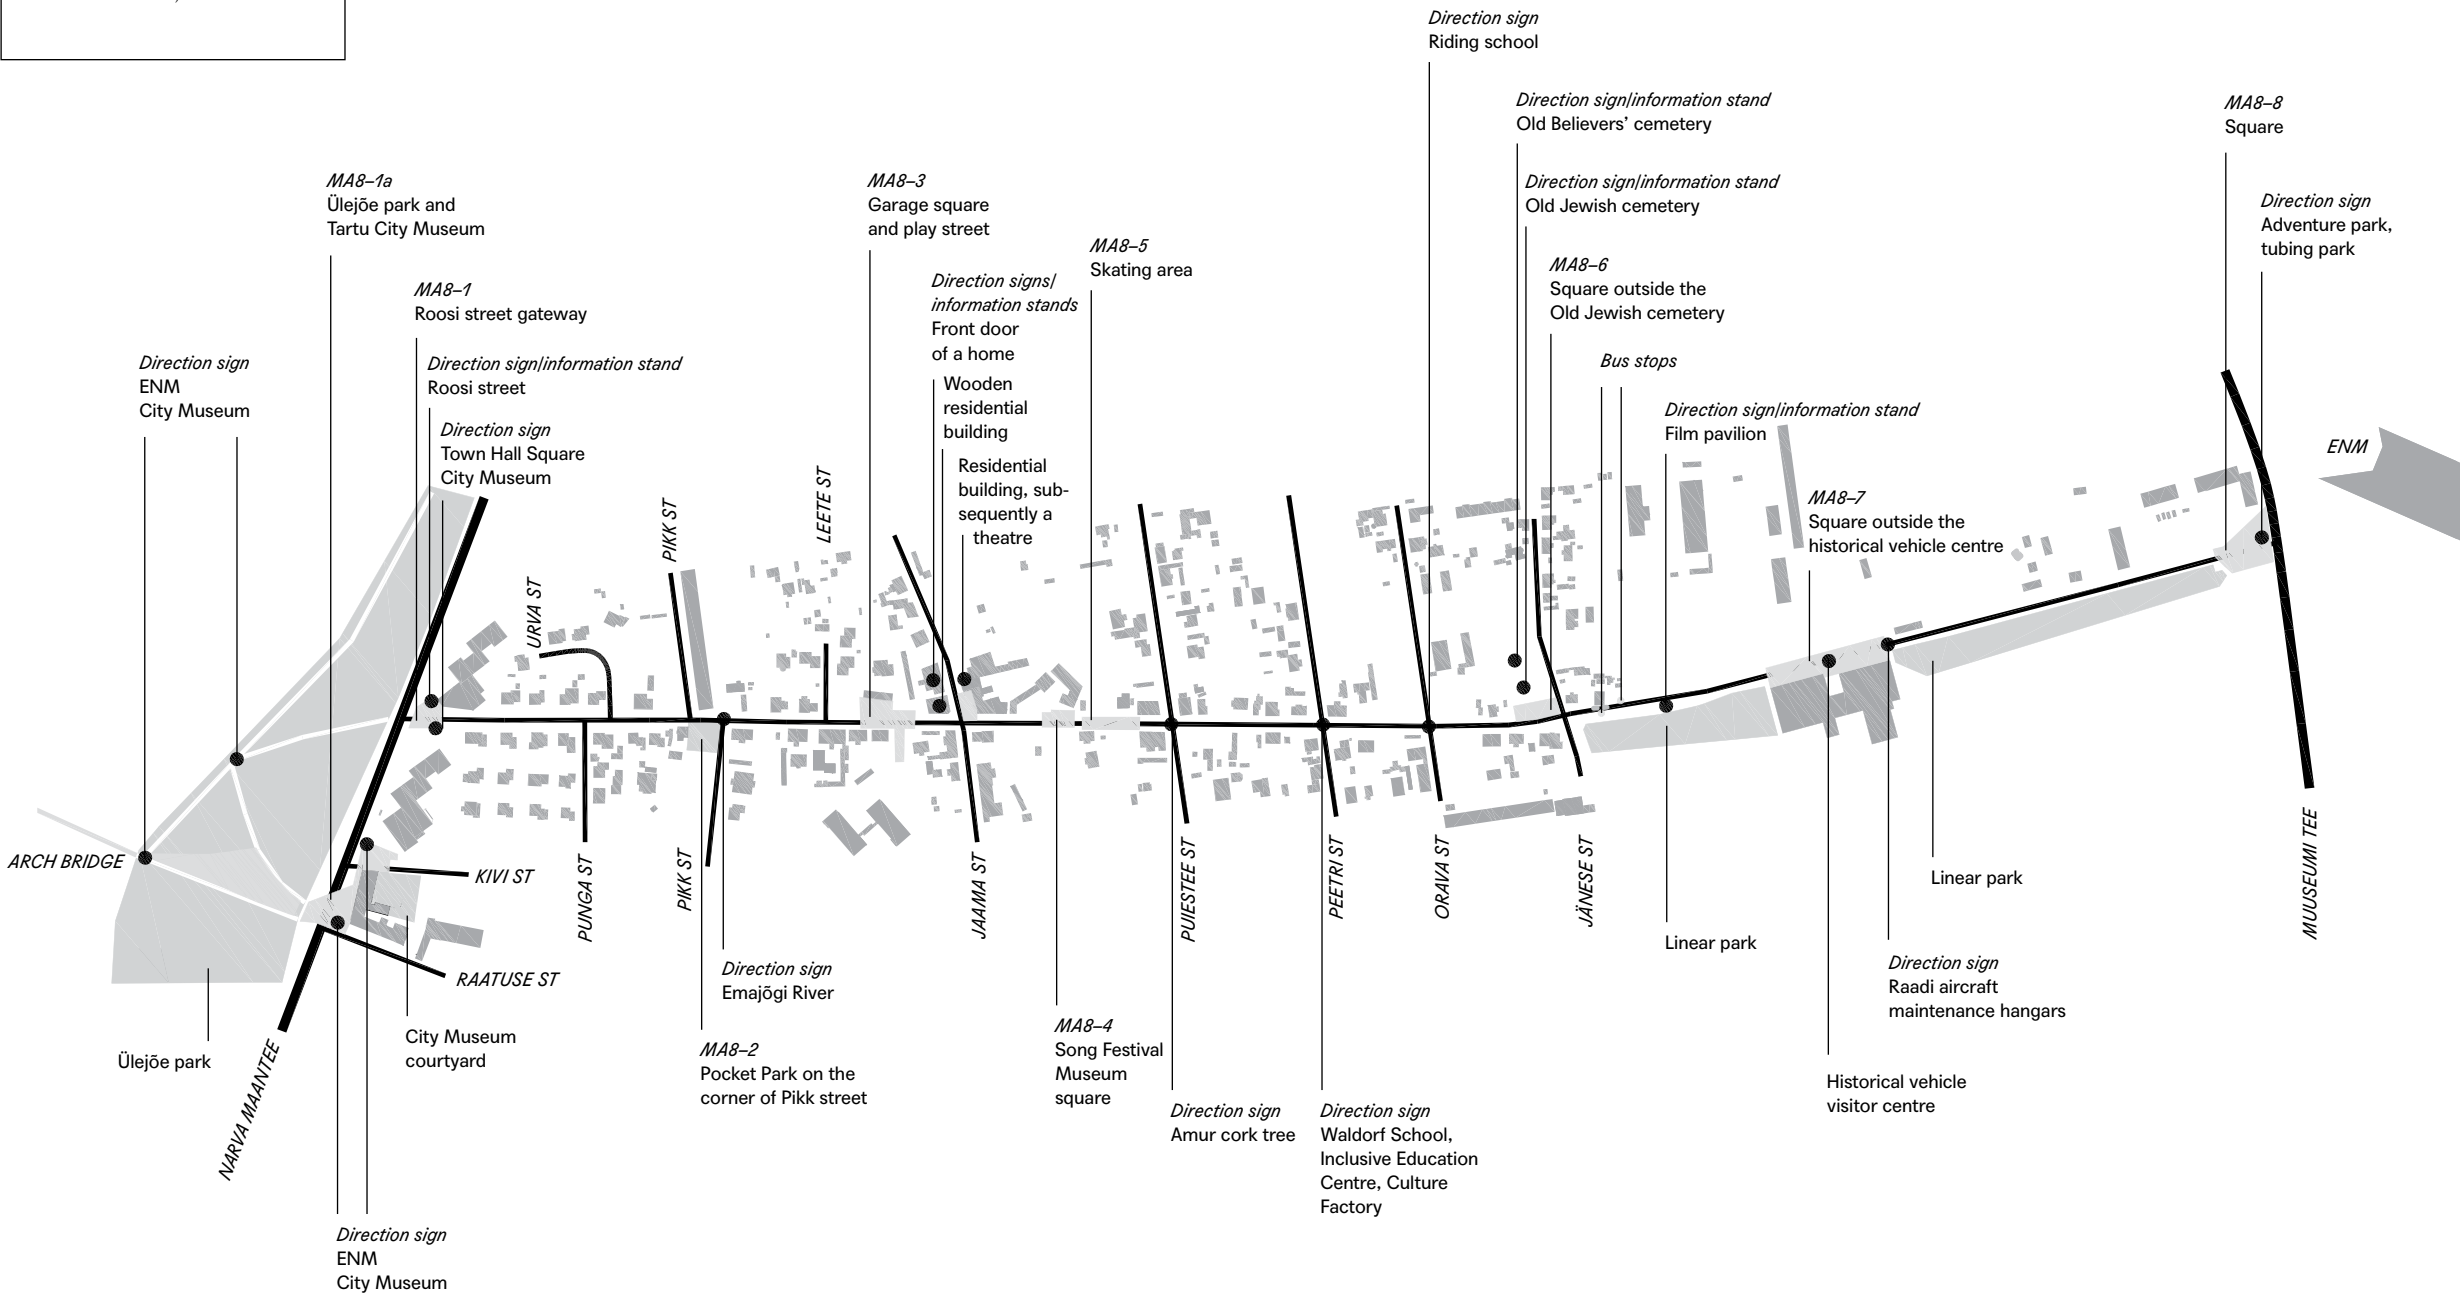 Direction sign
Riding school
Direction sign/information stand
Old Believers’ cemetery
MA8–8
Square
MA8–1a
Ülejõe park and
Tartu City Museum
MA8–3
Garage square
and play street
Direction sign/information stand
Old Jewish cemetery
Direction sign
Adventure park,
tubing park
MA8–5
Skating area
MA8–6
Square outside the
Old Jewish cemetery
Direction signs/
information stands
Front door
of a home
MA8–1
Roosi street gateway
Direction sign
ENM
City Museum
Direction sign/information stand
Roosi street
Bus stops
Wooden
residential
building
Direction sign/information stand
Film pavilion
Direction sign
Town Hall Square
City Museum
ENM
Residential
building, sub-
sequently a
theatre
LEETE ST
PIKK ST
MA8–7
Square outside the
historical vehicle centre
URVA ST
ARCH BRIDGE
KIVI ST
PUNGA ST
PIKK ST
JAAMA ST
PUIESTEE ST
PEETRI ST
ORAVA ST
JÄNESE ST
MUUSEUMI TEE
Linear park
Linear park
RAATUSE ST
Direction sign
Emajõgi River
Direction sign
Raadi aircraft
maintenance hangars
City Museum
courtyard
Ülejõe park
NARVA MAANTEE
MA8–2
Pocket Park on the
corner of Pikk street
MA8–4
Song Festival
Museum
square
Historical vehicle
visitor centre
Direction sign
Amur cork tree
Direction sign
Waldorf School,
Inclusive Education
Centre, Culture
Factory
Direction sign
ENM
City Museum